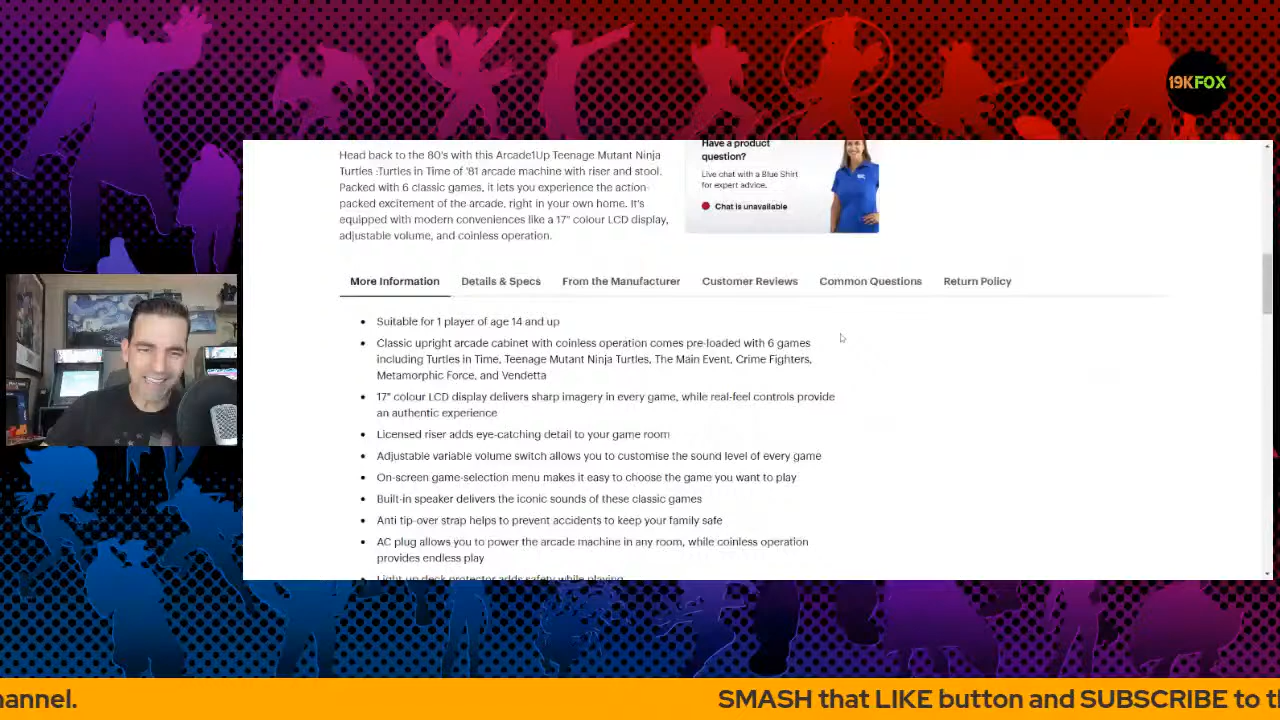 19KFOX
Head back to the 80's with this Arcade1Up Teenage Mutant Ninja
Turtles :Turtles in Time of '81 arcade machine with riser and stool.
Packed with 6 classic games, it lets you experience the action-
packed excitement of the arcade, right in your own home. It's
equipped with modern conveniences like a 17" colour LCD display,
adjustable volume, and coinless operation.
Have a product
question?
Live chat with a Blue Shirt
for expert advice.
Chat is unavailable
More Information Details & Specs From the Manufacturer Customer Reviews Common Questions Return Policy
• Suitable for 1 player of age 14 and up
• Classic upright arcade cabinet with coinless operation comes pre-loaded with 6 games
including Turtles in Time, Teenage Mutant Ninja Turtles, The Main Event, Crime Fighters,
Metamorphic Force, and Vendetta
• 17" colour LCD display delivers sharp imagery in every game, while real-feel controls provide
an authentic experience
• Licensed riser adds eye-catching detail to your game room
• Adjustable variable volume switch allows you to customise the sound level of every game
• On-screen game-selection menu makes it easy to choose the game you want to play
• Built-in speaker delivers the iconic sounds of these classic games
• Anti tip-over strap helps to prevent accidents to keep your family safe
• AC plug allows you to power the arcade machine in any room, while coinless operation
provides endless play
• Light-up deck protector adds safety while playing
hannel. SMASH that LIKE button and SUBSCRIBE to th